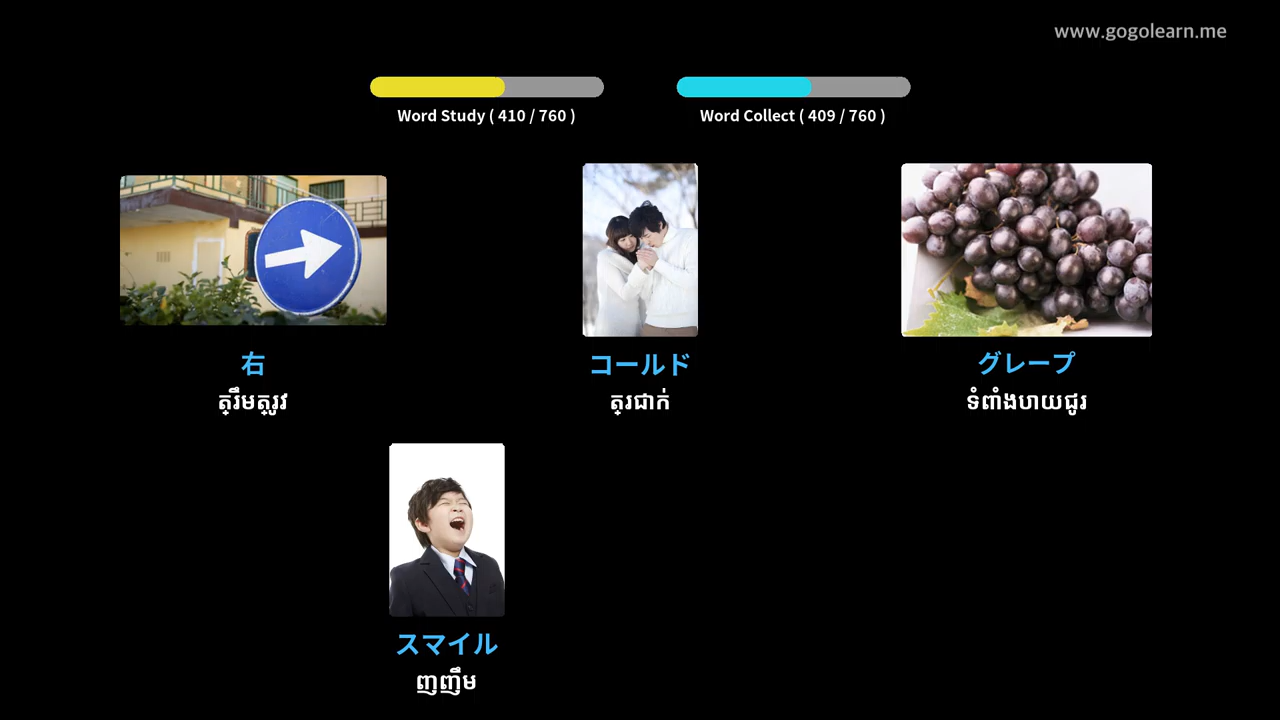 www.gogolearn.me
Word Study ( 410 / 760 )
Word Collect ( 409 / 760 )
右
コールド
グレープ
ត្រឹមត្រូវ
ត្រជាក់
ទំពាំងបាយជូរ
スマイル
ញញឹម